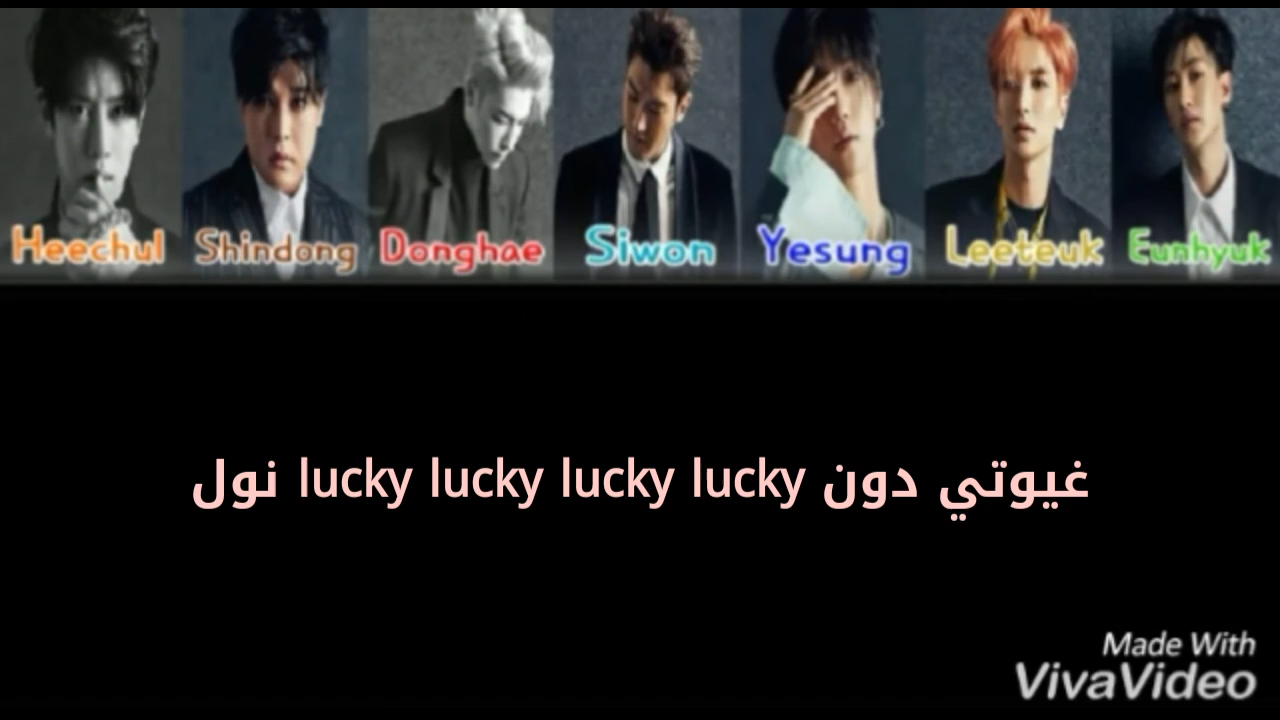 Heechul Shindong Donghae Siwon Yesung Leeteuk Eunhyuk
غيوتي دون lucky lucky lucky lucky نول
Made With
VivaVideo